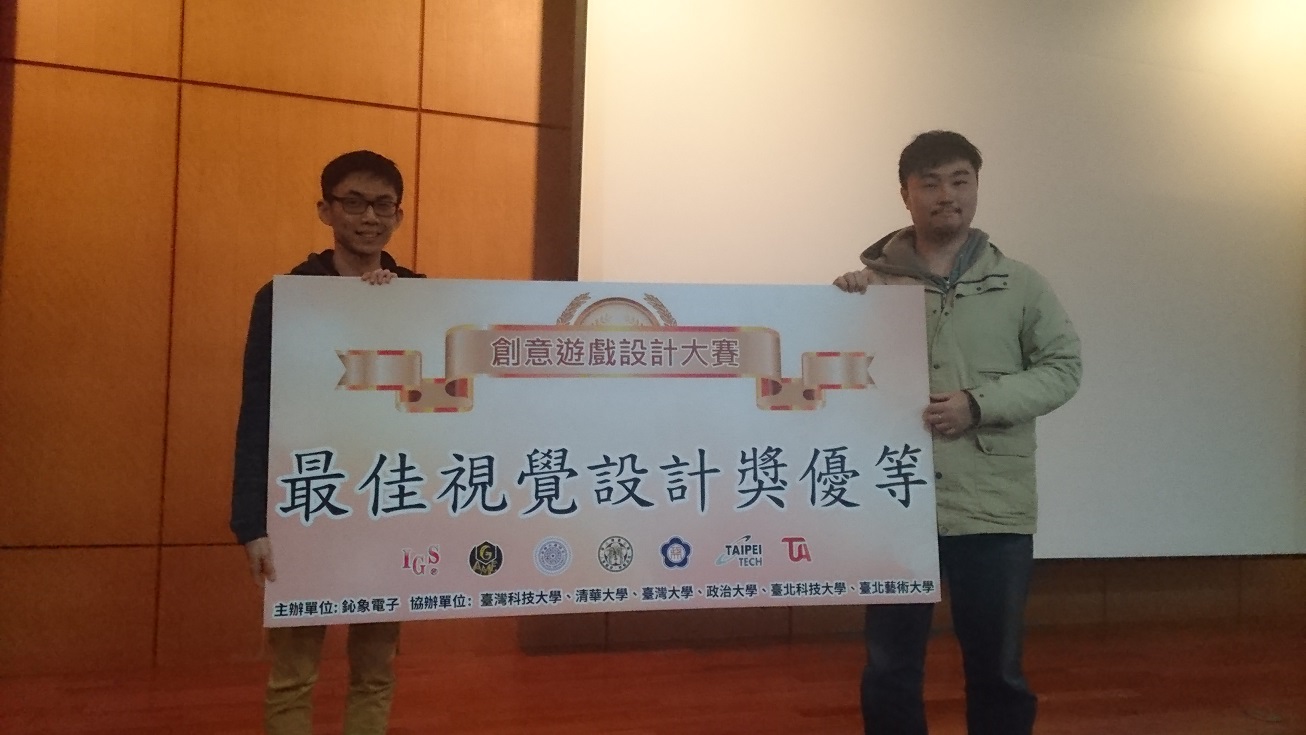 創意遊戲設計大賽
最佳視覺設計獎優等
IGS
TAIPEI
TECH
主辦單位: 鈊象電子 協辦單位: 臺灣科技大學、清華大學、臺灣大學、政治大學、臺北科技大學、臺北藝術大學